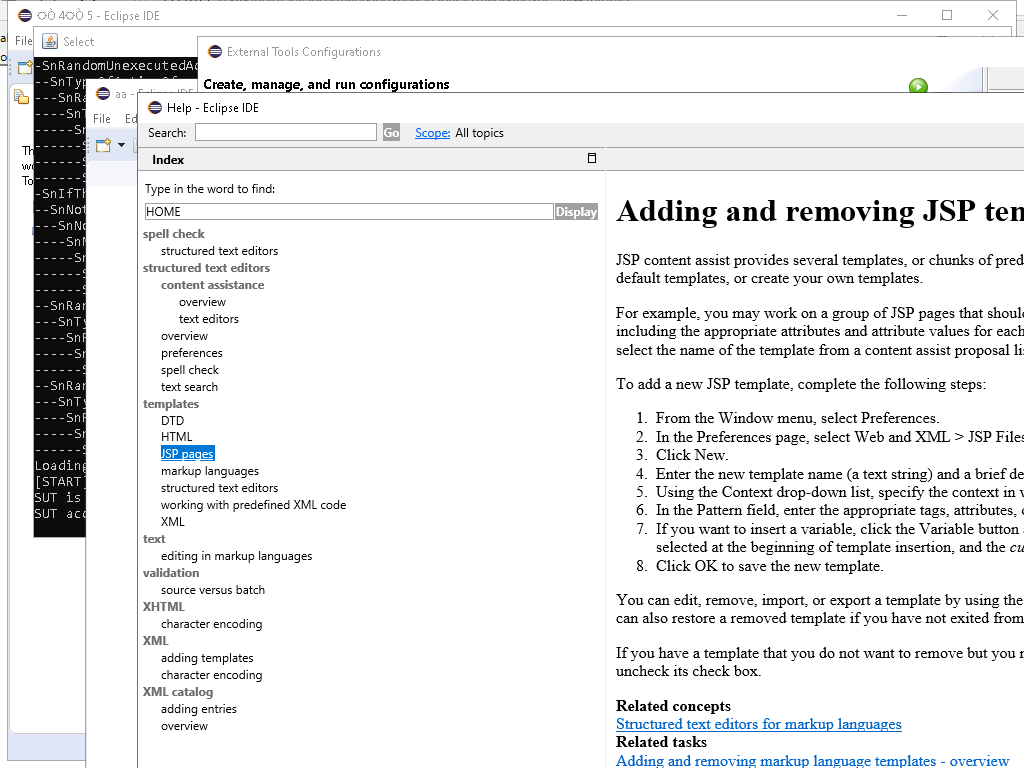 4 5 - Eclipse IDE
File
Select
External Tools Configurations
Create, manage, and run configurations
-SnRandomUnexecutedAc
aa - Eclipse IDE
File Ed
Help - Eclipse IDE
Search:
Go
Scope: All topics
Index
Type in the word to find:
HOME
Display
spell check
structured text editors
structured text editors
content assistance
overview
text editors
overview
preferences
spell check
text search
templates
DTD
HTML
JSP pages
markup languages
structured text editors
working with predefined XML code
XML
text
editing in markup languages
validation
source versus batch
XHTML
character encoding
XML
adding templates
character encoding
XML catalog
adding entries
overview
Adding and removing JSP tem
JSP content assist provides several templates, or chunks of pred
default templates, or create your own templates.
For example, you may work on a group of JSP pages that shoul
including the appropriate attributes and attribute values for each
select the name of the template from a content assist proposal li
To add a new JSP template, complete the following steps:
1. From the Window menu, select Preferences.
2. In the Preferences page, select Web and XML > JSP Files
3. Click New.
4. Enter the new template name (a text string) and a brief de
5. Using the Context drop-down list, specify the context in w
6. In the Pattern field, enter the appropriate tags, attributes, o
7. If you want to insert a variable, click the Variable button a
selected at the beginning of template insertion, and the cu
8. Click OK to save the new template.
You can edit, remove, import, or export a template by using the
can also restore a removed template if you have not exited from
If you have a template that you do not want to remove but you n
uncheck its check box.
Related concepts
Structured text editors for markup languages
Related tasks
Adding and removing markup language templates - overview
Th
wo
To
--SnTyp
---SnRa
----SnT
-----Sn
-SnIfTh
--SnNot
---SnNo
----SnN
-----Sn
--SnRan
---SnTy
----SnF
-----Sn
--SnRan
---SnTy
----SnF
-----Sn
Loading
[START]
SUT is
SUT acc